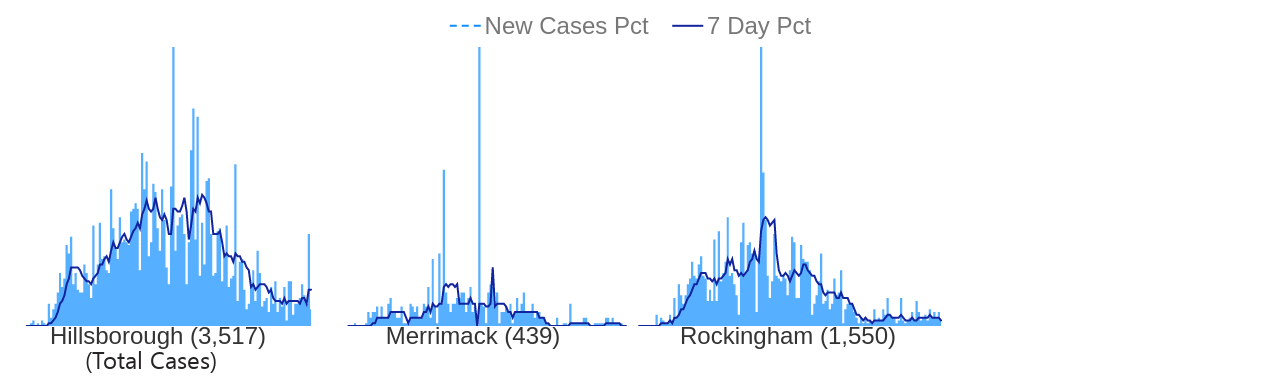 New Cases Pct 7 Day Pct
Hillsborough (3,517) Merrimack (439) Rockingham (1,550)
(Total Cases)